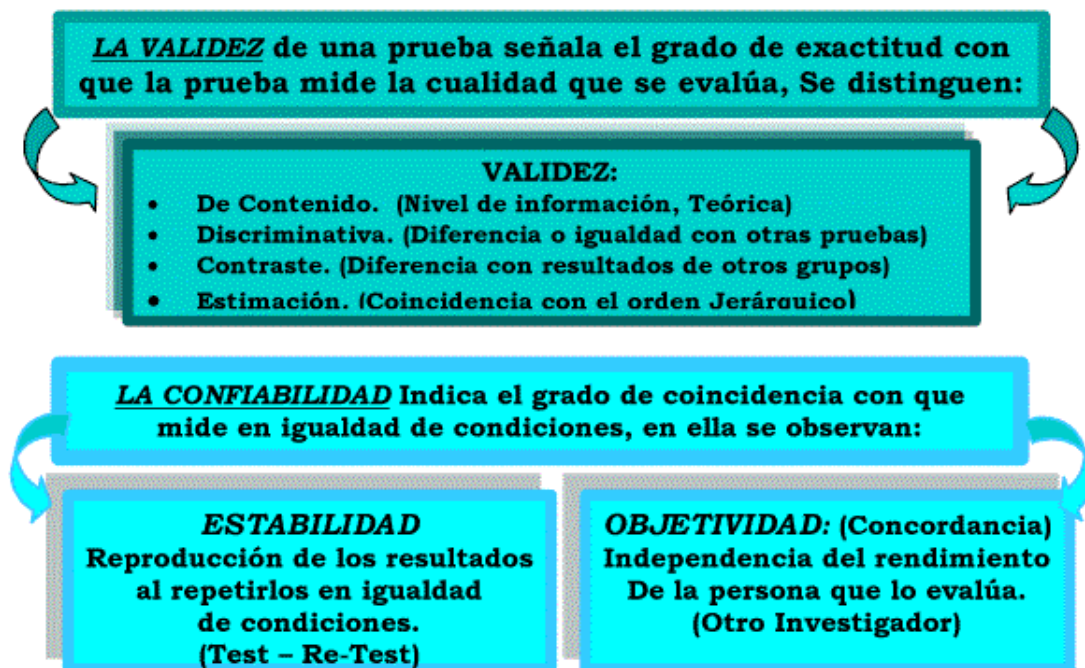 LA VALIDEZ de una prueba señala el grado de exactitud con
que la prueba mide la cualidad que se evalúa, Se distinguen:
VALIDEZ:
• De Contenido. (Nivel de información, Teórica)
• Discriminativa. (Diferencia o igualdad con otras pruebas)
• Contraste. (Diferencia con resultados de otros grupos)
• Estimación. (Coincidencia con el orden Jerárquico)
LA CONFIABILIDAD Indica el grado de coincidencia con que
mide en igualdad de condiciones, en ella se observan:
ESTABILIDAD
Reproducción de los resultados
al repetirlos en igualdad
de condiciones.
(Test – Re-Test)
OBJETIVIDAD: (Concordancia)
Independencia del rendimiento
De la persona que lo evalúa.
(Otro Investigador)